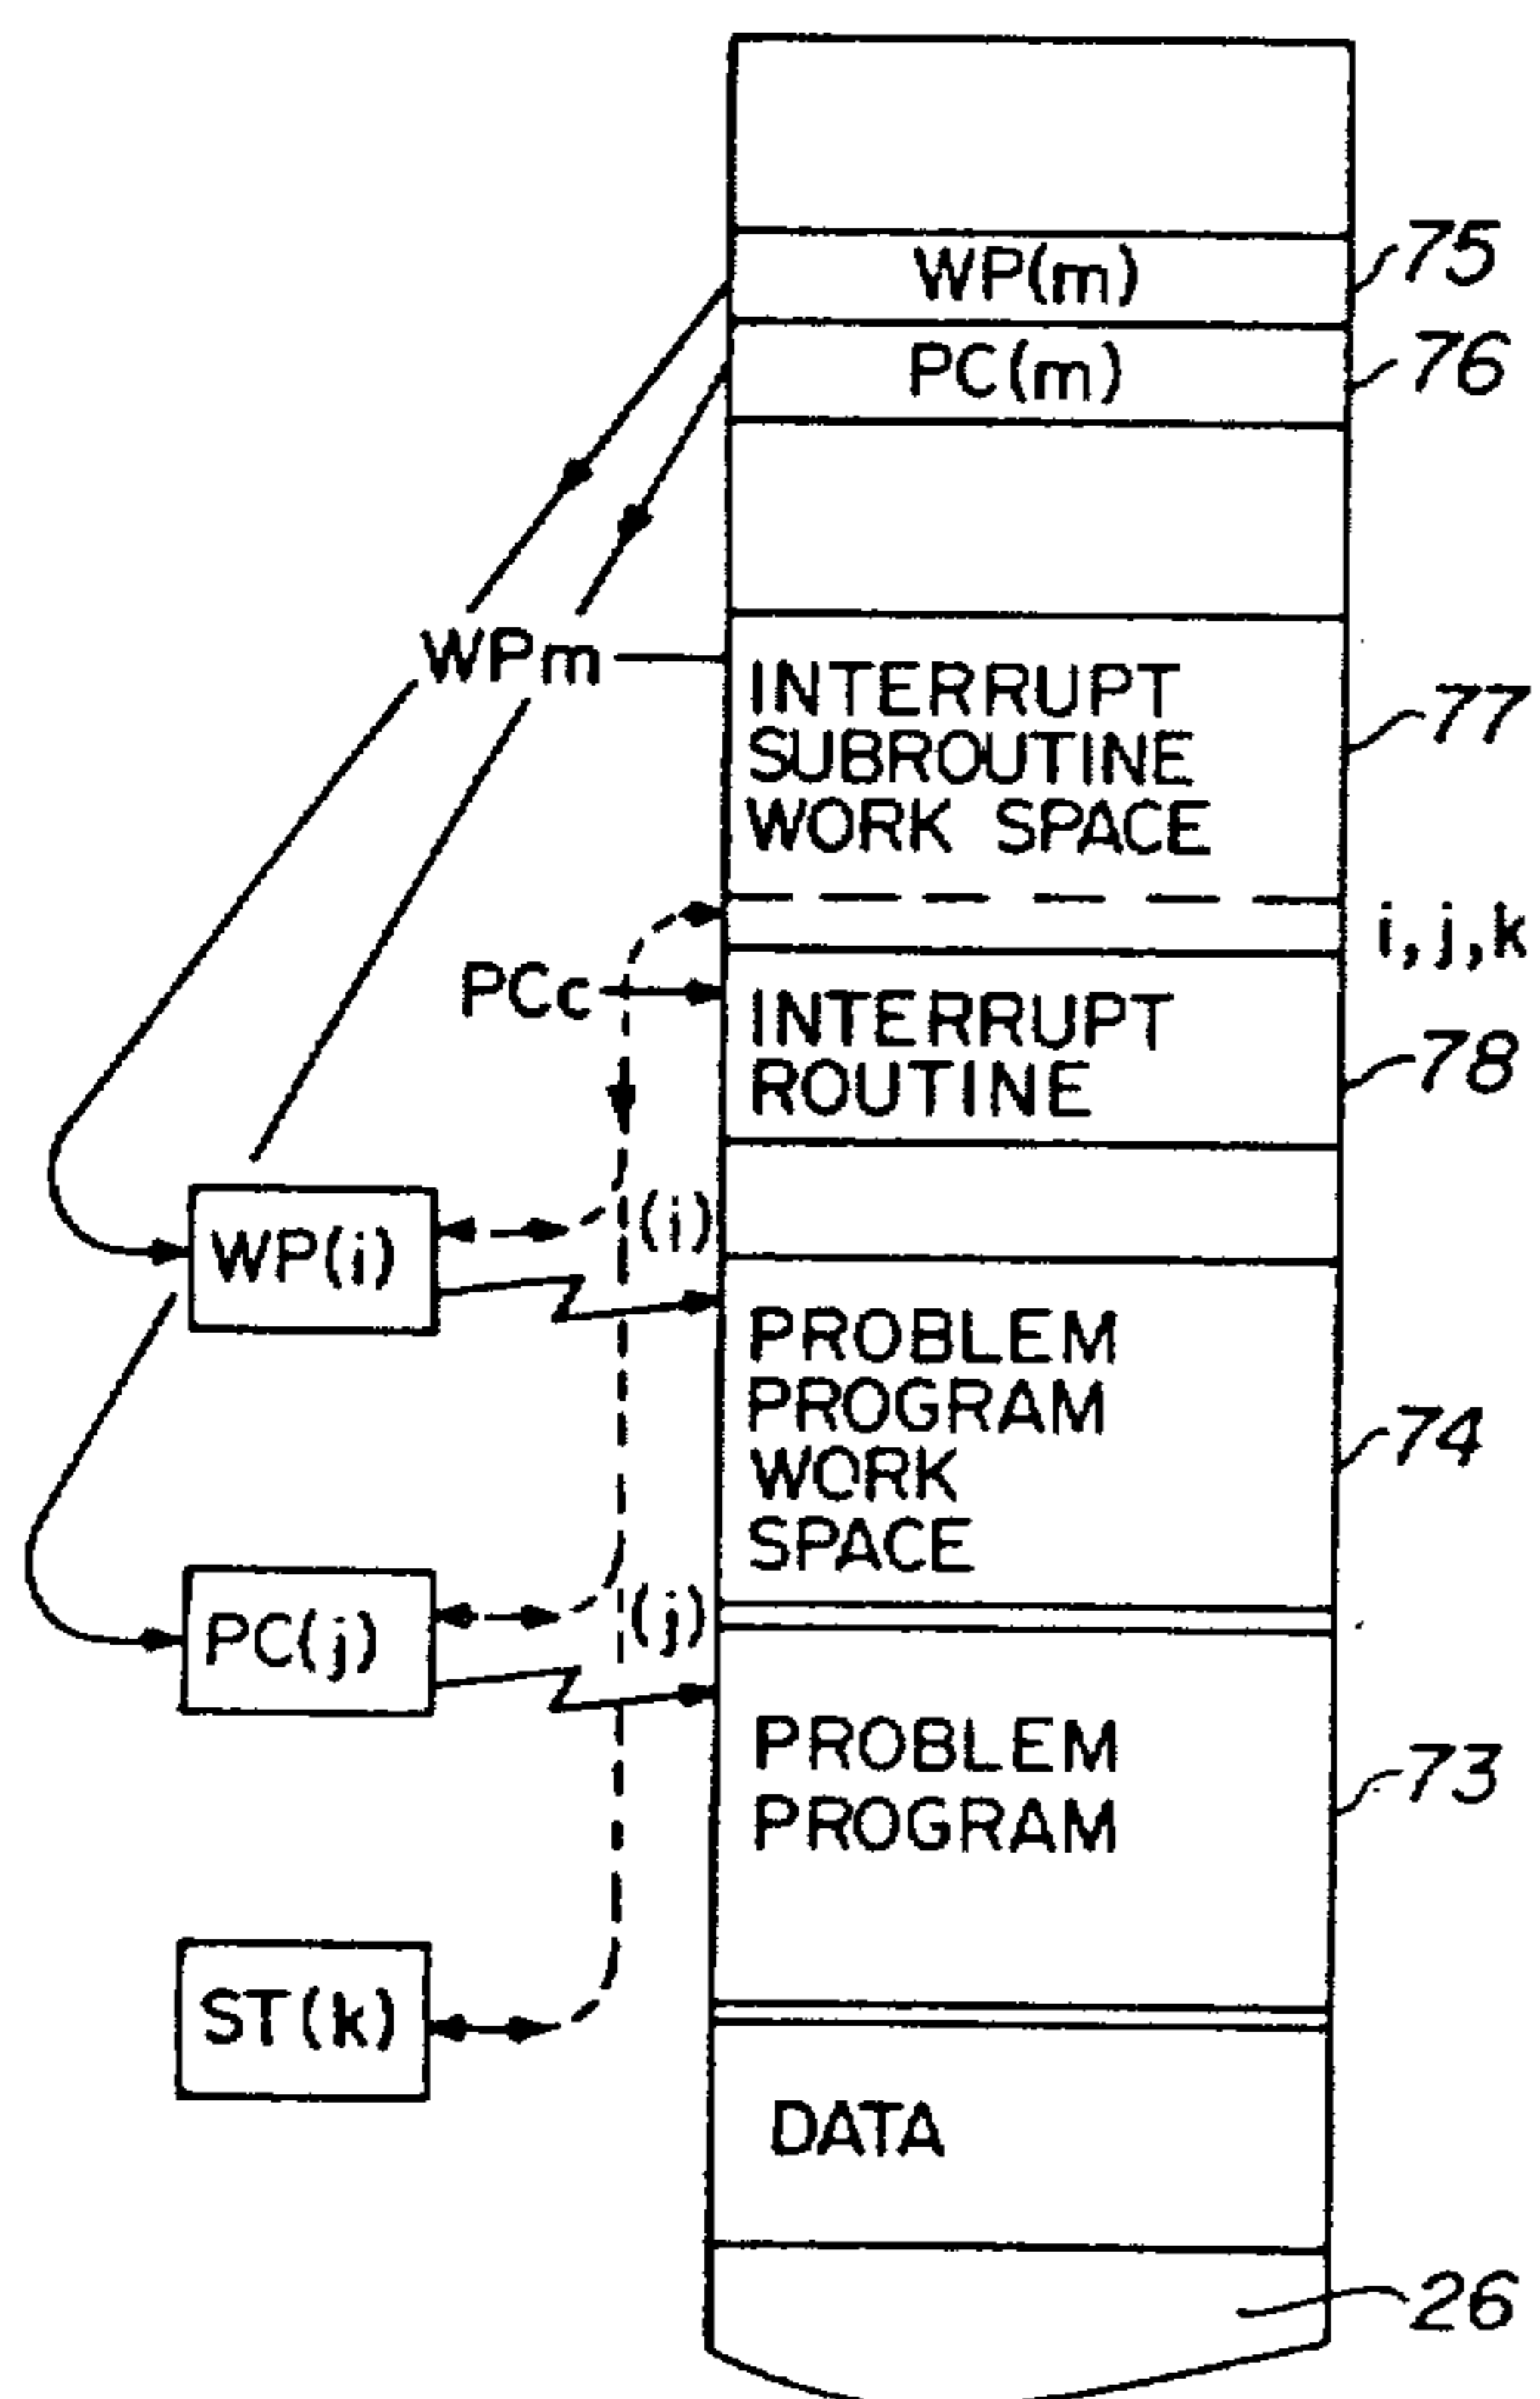 WP(m)
75
PC(m)
76
WPm
INTERRUPT
SUBROUTINE
WORK SPACE
77
i,j,k
PCc
INTERRUPT
ROUTINE
78
WP(i)
(i)
PROBLEM
PROGRAM
WORK
SPACE
74
PC(j)
(j)
PROBLEM
PROGRAM
73
ST(k)
DATA
26